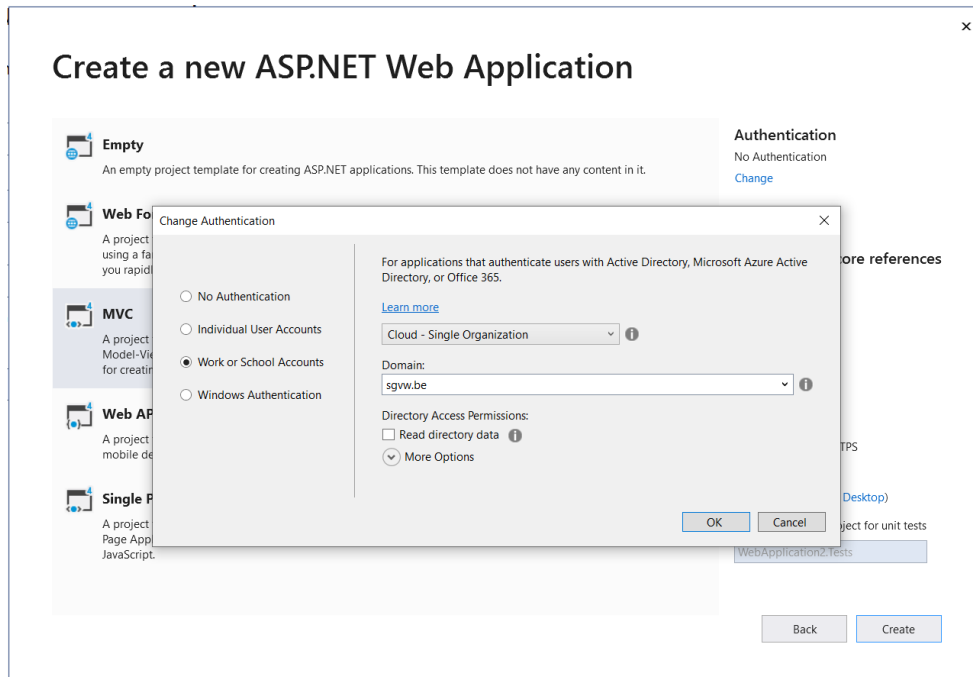 Create a new ASP.NET Web Application
Empty
An empty project template for creating ASP.NET applications. This template does not have any content in it.
Web Fo
A project
using a fa
you rapidl
MVC
A project
Model-Vie
for creatin
Web AP
A project
mobile de
Single P
A project
Page App
JavaScript.
Authentication
No Authentication
Change
core references
TPS
Desktop)
ject for unit tests
WebApplication2.Tests
Back
Create
Change Authentication
No Authentication
Individual User Accounts
Work or School Accounts
Windows Authentication
For applications that authenticate users with Active Directory, Microsoft Azure Active
Directory, or Office 365.
Learn more
Cloud - Single Organization
Domain:
sgvw.be
Directory Access Permissions:
Read directory data
More Options
OK
Cancel